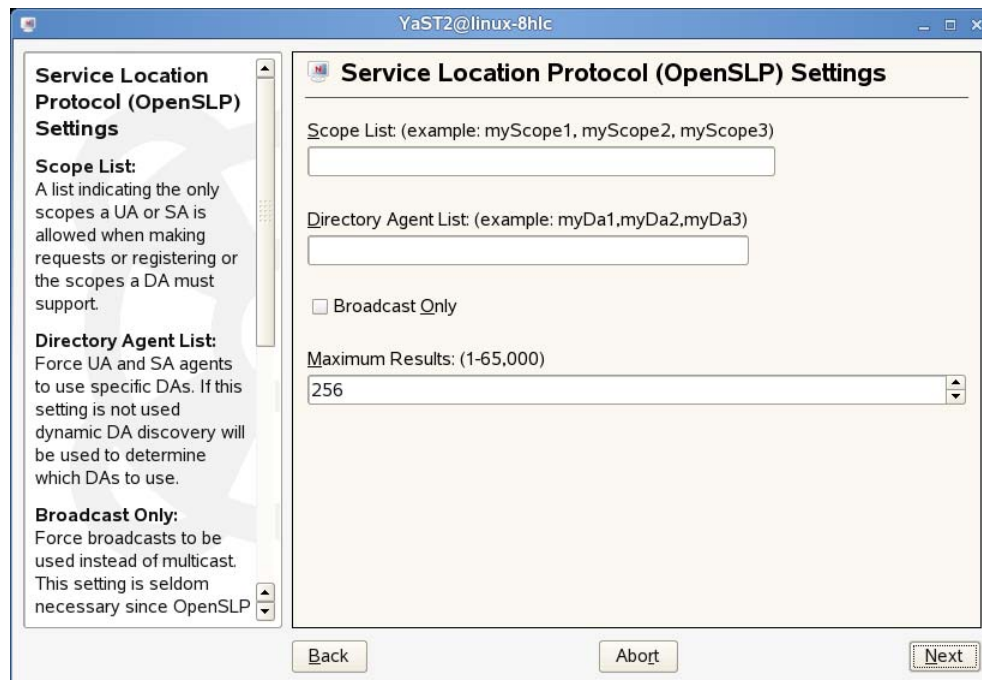 YaST2@linux-8hlc
Service Location
Protocol (OpenSLP)
Settings
Scope List:
A list indicating the only
scopes a UA or SA is
allowed when making
requests or registering or
the scopes a DA must
support.
Directory Agent List:
Force UA and SA agents
to use specific DAs. If this
setting is not used
dynamic DA discovery will
be used to determine
which DAs to use.
Broadcast Only:
Force broadcasts to be
used instead of multicast.
This setting is seldom
necessary since OpenSLP
Service Location Protocol (OpenSLP) Settings
Scope List: (example: myScope1, myScope2, myScope3)
Directory Agent List: (example: myDa1,myDa2,myDa3)
Broadcast Only
Maximum Results: (1-65,000)
256
Back
Abort
Next